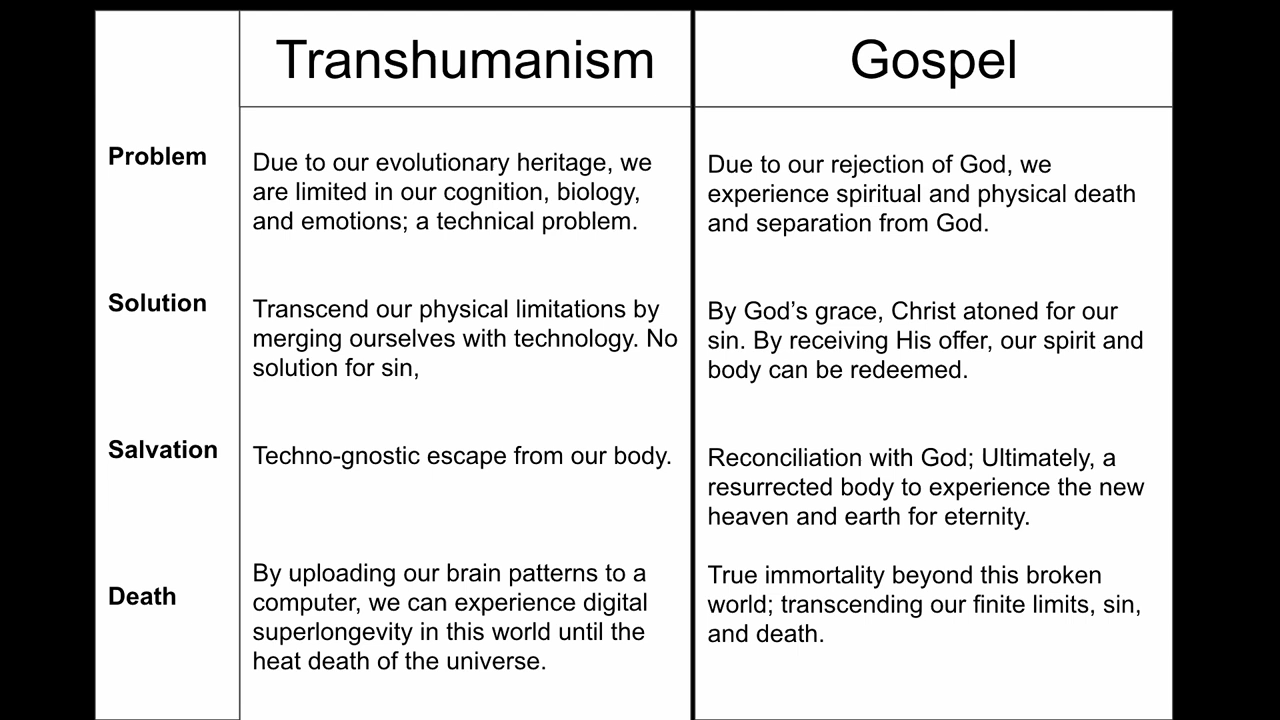 Transhumanism
Gospel
Problem
Due to our evolutionary heritage, we
are limited in our cognition, biology,
and emotions; a technical problem.
Due to our rejection of God, we
experience spiritual and physical death
and separation from God.
Solution
Transcend our physical limitations by
merging ourselves with technology. No
solution for sin,
By God’s grace, Christ atoned for our
sin. By receiving His offer, our spirit and
body can be redeemed.
Salvation
Techno-gnostic escape from our body.
Reconciliation with God; Ultimately, a
resurrected body to experience the new
heaven and earth for eternity.
Death
By uploading our brain patterns to a
computer, we can experience digital
superlongevity in this world until the
heat death of the universe.
True immortality beyond this broken
world; transcending our finite limits, sin,
and death.